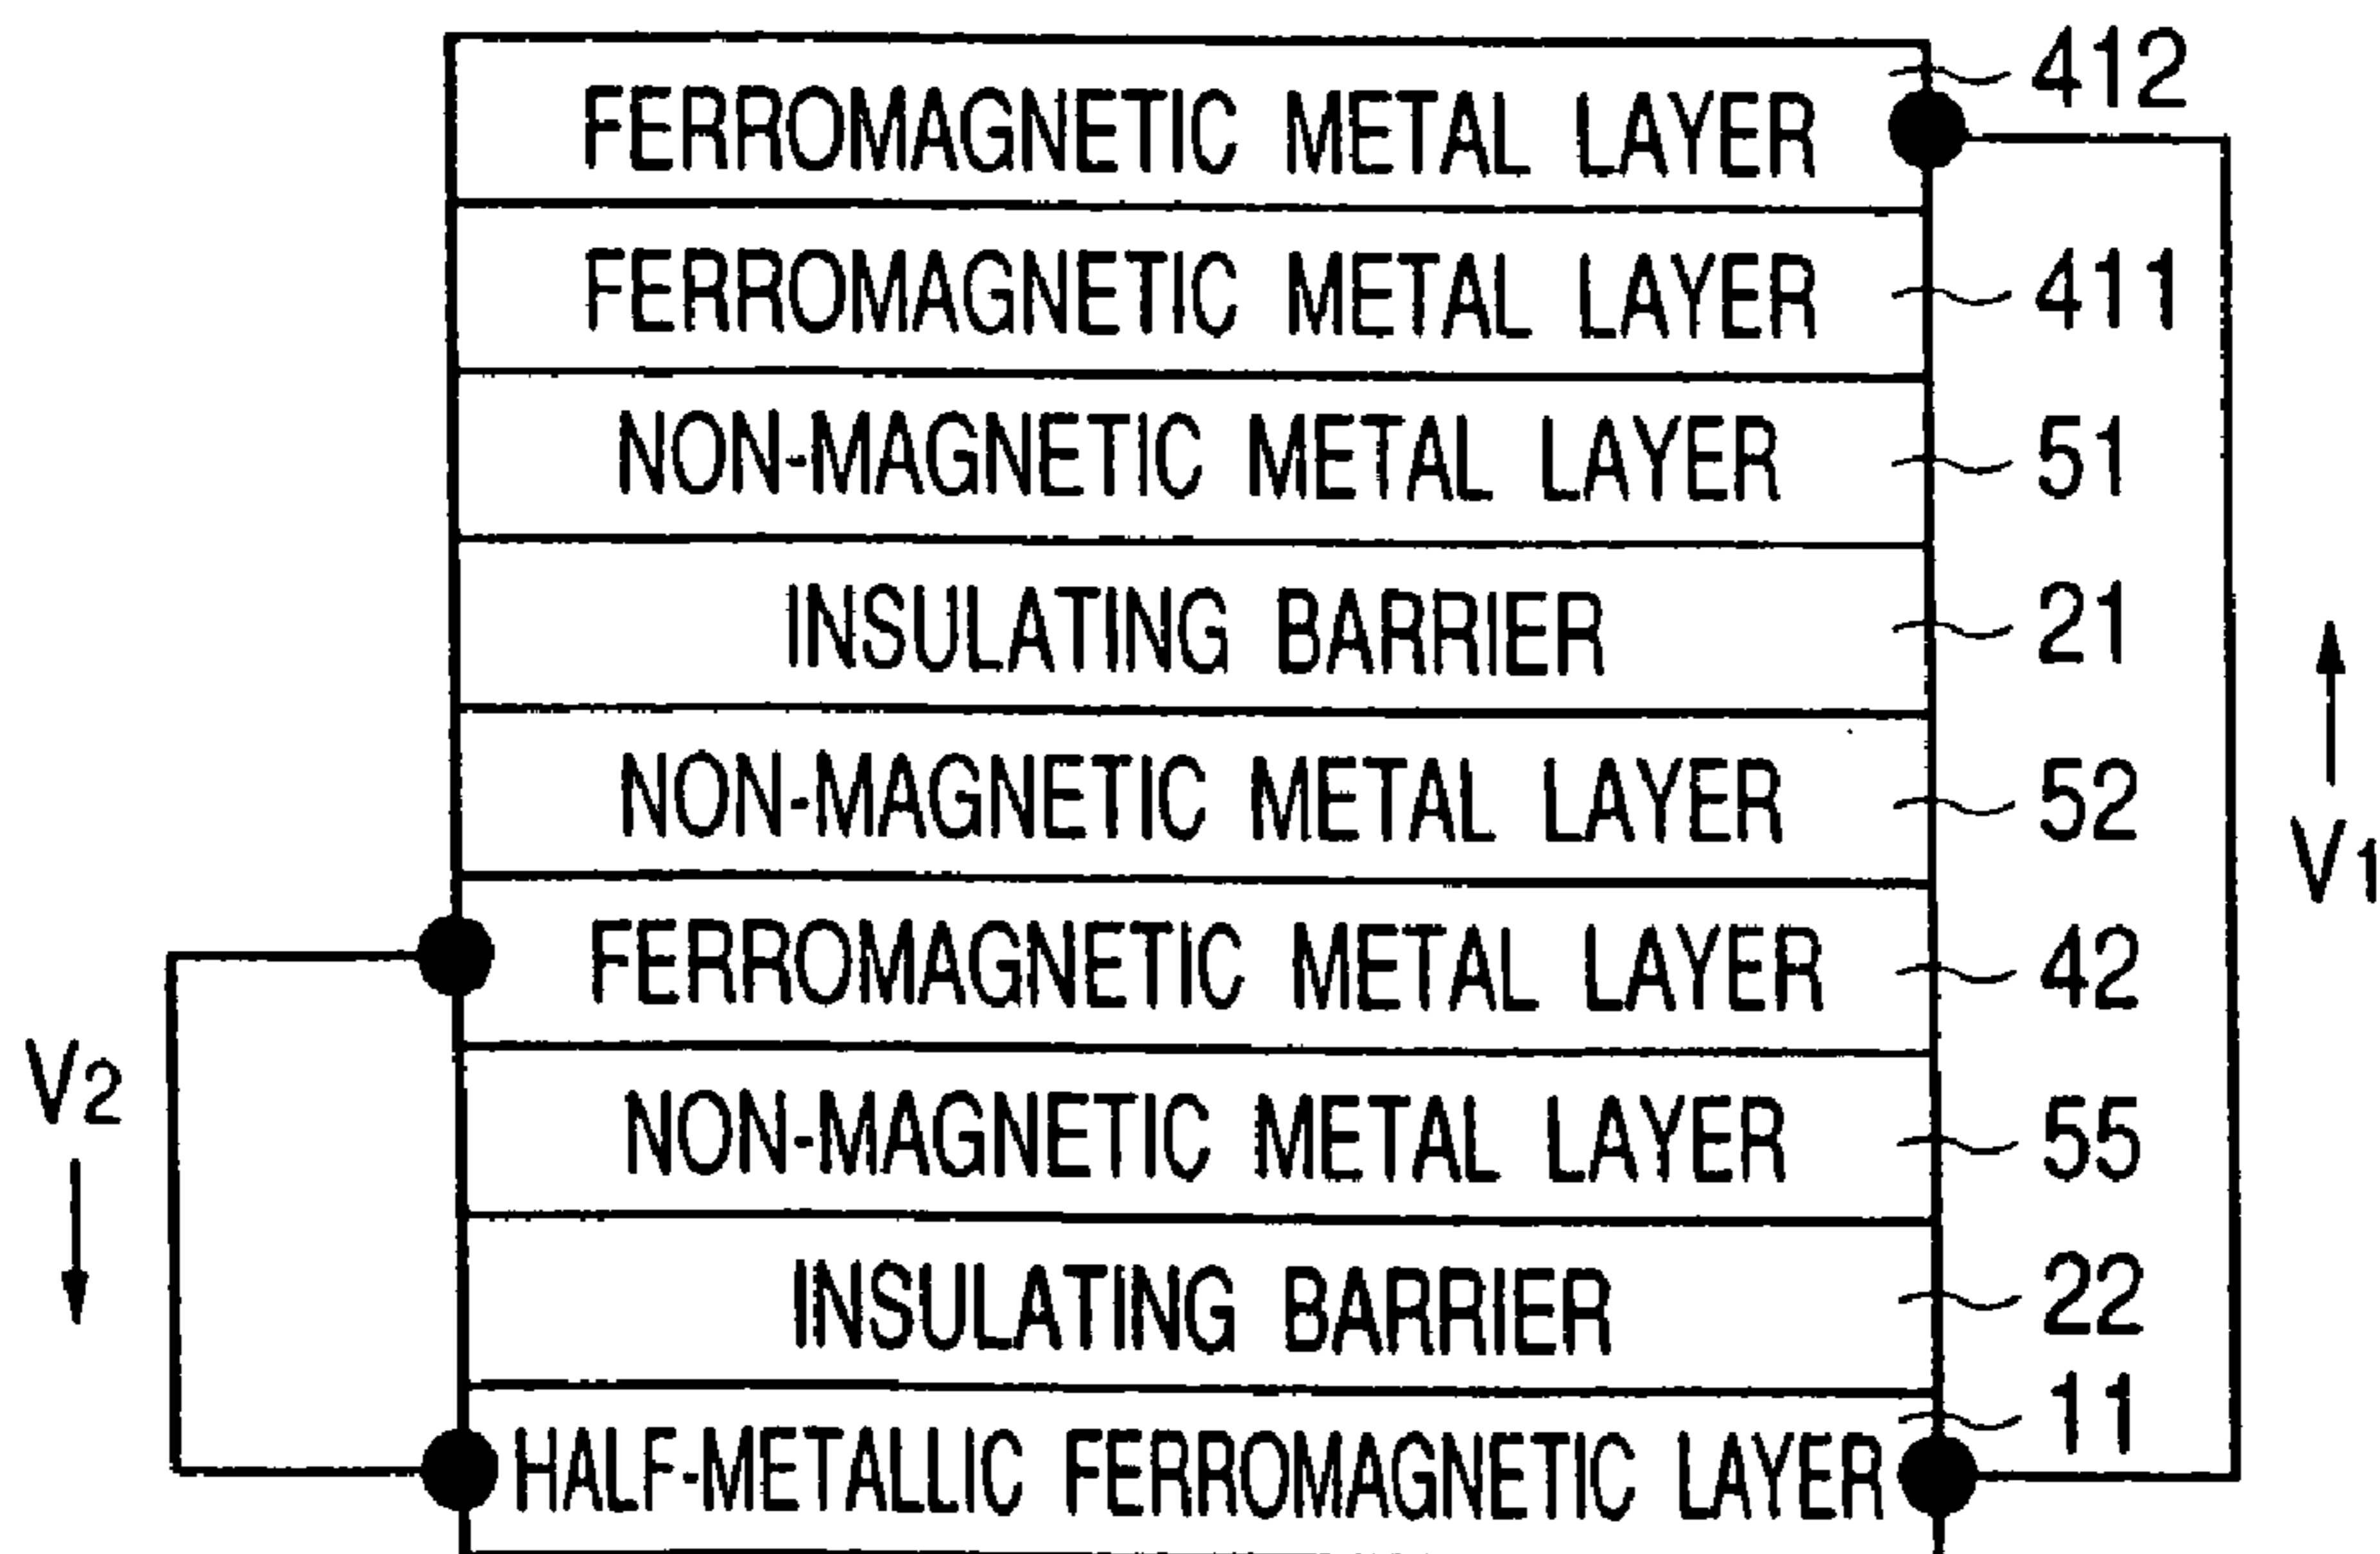 FERROMAGNETIC METAL LAYER 412
FERROMAGNETIC METAL LAYER 411
NON-MAGNETIC METAL LAYER 51
INSULATING BARRIER 21
NON-MAGNETIC METAL LAYER 52
V1
FERROMAGNETIC METAL LAYER 42
V2
NON-MAGNETIC METAL LAYER 55
INSULATING BARRIER 22
HALF-METALLIC FERROMAGNETIC LAYER 11